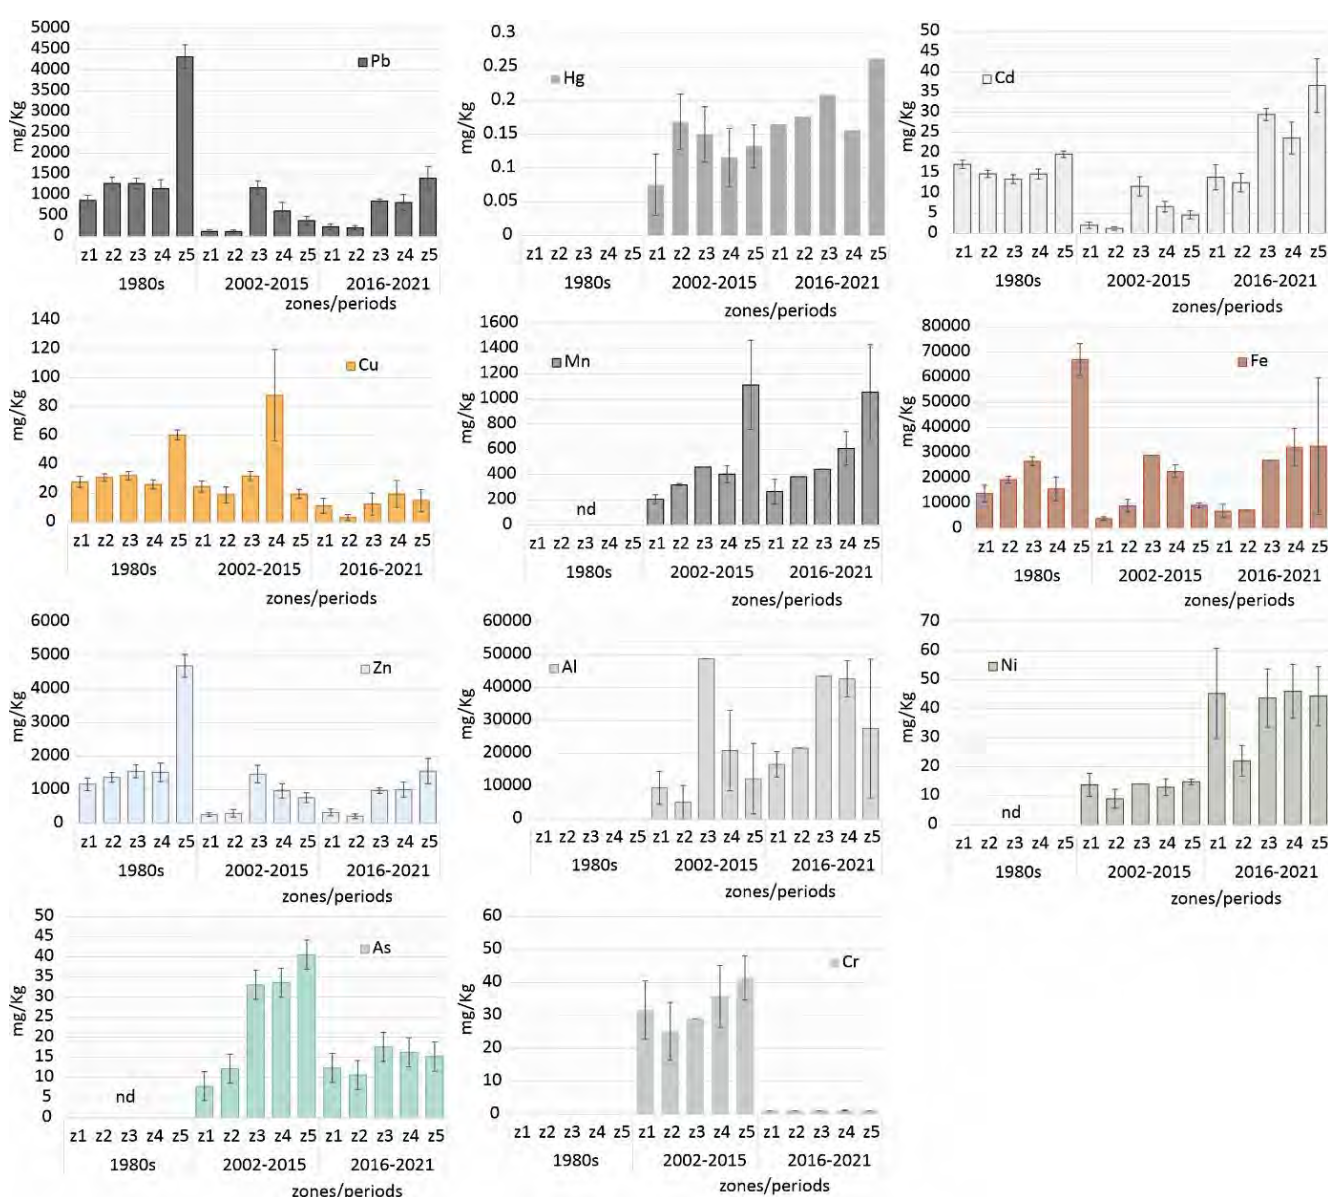 5000
4500
4000
3500
3000
2500
2000
1500
1000
500
0
mg/Kg
Pb
z1 z2 z3 z4 z5 z1 z2 z3 z4 z5 z1 z2 z3 z4 z5
1980s 2002-2015 2016-2021
zones/periods
0.3
0.25
0.2
0.15
0.1
0.05
0
mg/Kg
Hg
z1 z2 z3 z4 z5 z1 z2 z3 z4 z5 z1 z2 z3 z4 z5
1980s 2002-2015 2016-2021
zones/periods
50
45
40
35
30
25
20
15
10
5
0
mg/Kg
Cd
z1 z2 z3 z4 z5 z1 z2 z3 z4 z5 z1 z2 z3 z4 z5
1980s 2002-2015 2016-2021
zones/periods
140
120
100
80
60
40
20
0
mg/Kg
Cu
z1 z2 z3 z4 z5 z1 z2 z3 z4 z5 z1 z2 z3 z4 z5
1980s 2002-2015 2016-2021
zones/periods
1600
1400
1200
1000
800
600
400
200
0
mg/Kg
Mn
nd
z1 z2 z3 z4 z5 z1 z2 z3 z4 z5 z1 z2 z3 z4 z5
1980s 2002-2015 2016-2021
zones/periods
80000
70000
60000
50000
40000
30000
20000
10000
0
mg/Kg
Fe
z1 z2 z3 z4 z5 z1 z2 z3 z4 z5 z1 z2 z3 z4 z5
1980s 2002-2015 2016-2021
zones/periods
6000
5000
4000
3000
2000
1000
0
mg/Kg
Zn
z1 z2 z3 z4 z5 z1 z2 z3 z4 z5 z1 z2 z3 z4 z5
1980s 2002-2015 2016-2021
zones/periods
60000
50000
40000
30000
20000
10000
0
mg/Kg
Al
z1 z2 z3 z4 z5 z1 z2 z3 z4 z5 z1 z2 z3 z4 z5
1980s 2002-2015 2016-2021
zones/periods
70
60
50
40
30
20
10
0
mg/Kg
Ni
nd
z1 z2 z3 z4 z5 z1 z2 z3 z4 z5 z1 z2 z3 z4 z5
1980s 2002-2015 2016-2021
zones/periods
50
45
40
35
30
25
20
15
10
5
0
mg/Kg
As
nd
z1 z2 z3 z4 z5 z1 z2 z3 z4 z5 z1 z2 z3 z4 z5
1980s 2002-2015 2016-2021
zones/periods
60
50
40
30
20
10
0
mg/Kg
Cr
z1 z2 z3 z4 z5 z1 z2 z3 z4 z5 z1 z2 z3 z4 z5
1980s 2002-2015 2016-2021
zones/periods